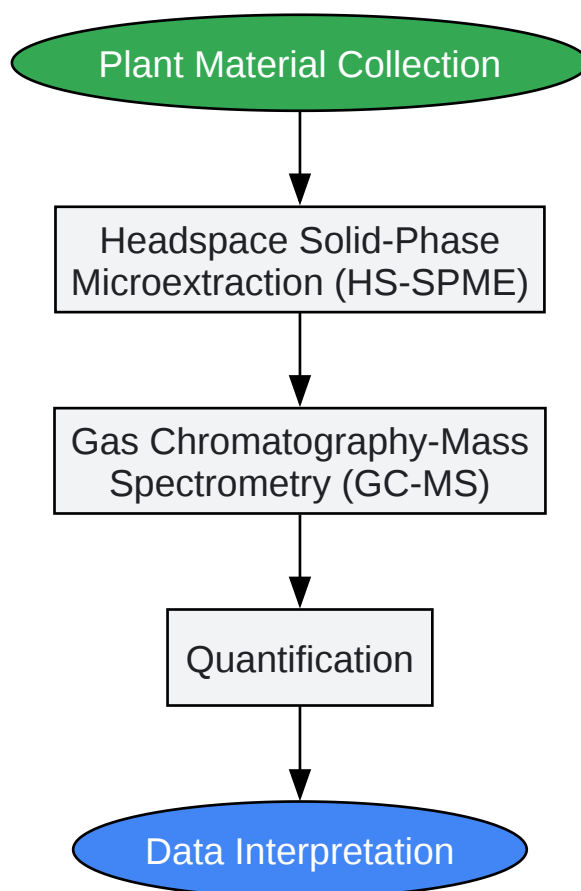 Plant Material Collection
Headspace Solid-Phase
Microextraction (HS-SPME)
Gas Chromatography-Mass
Spectrometry (GC-MS)
Quantification
Data Interpretation